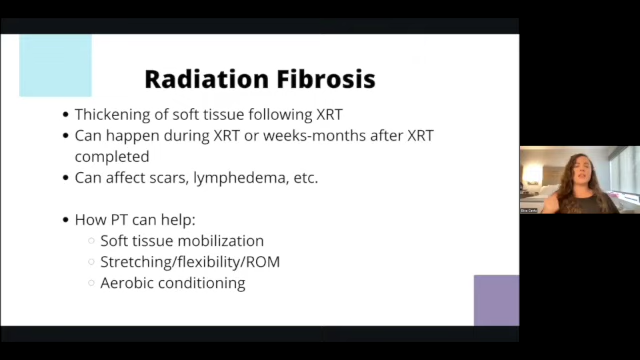 Radiation Fibrosis
• Thickening of soft tissue following XRT
• Can happen during XRT or weeks-months after XRT
completed
• Can affect scars, lymphedema, etc.
• How PT can help:
○ Soft tissue mobilization
○ Stretching/flexibility/ROM
○ Aerobic conditioning